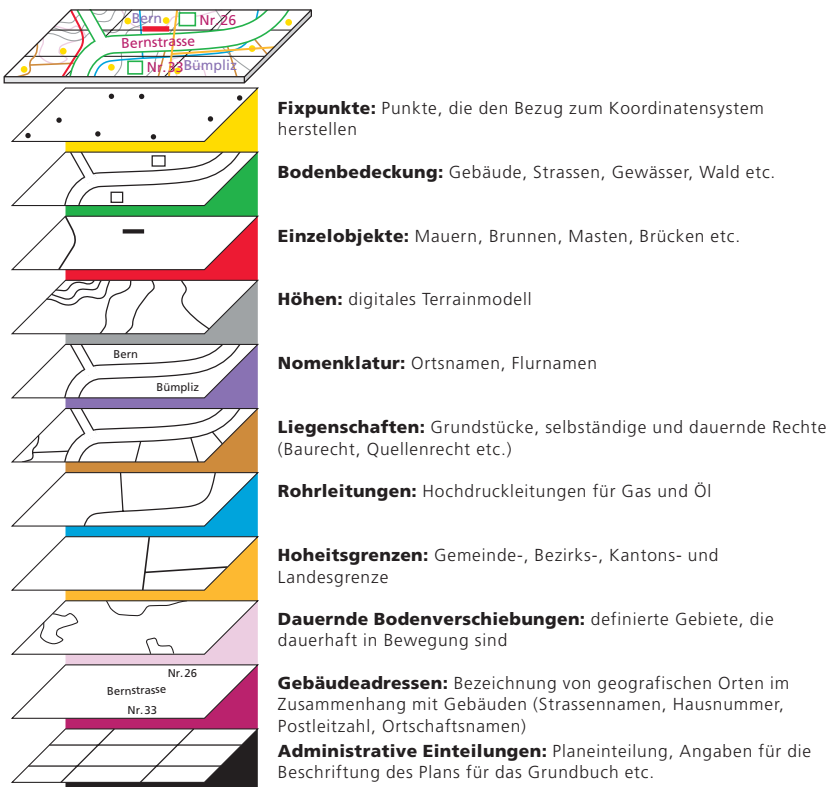 Bern
Nr.26
Bernstrasse
Nr.33
Bümpliz
Fixpunkte: Punkte, die den Bezug zum Koordinatensystem
herstellen
Bodenbedeckung: Gebäude, Strassen, Gewässer, Wald etc.
Einzelobjekte: Mauern, Brunnen, Masten, Brücken etc.
Höhen: digitales Terrainmodell
Bern
Bümpliz
Nomenklatur: Ortsnamen, Flurnamen
Liegenschaften: Grundstücke, selbständige und dauernde Rechte
(Baurecht, Quellenrecht etc.)
Rohrleitungen: Hochdruckleitungen für Gas und Öl
Hoheitsgrenzen: Gemeinde-, Bezirks-, Kantons- und
Landesgrenze
Dauernde Bodenverschiebungen: definierte Gebiete, die
dauerhaft in Bewegung sind
Nr.26
Bernstrasse
Nr.33
Gebäudeadressen: Bezeichnung von geografischen Orten im
Zusammenhang mit Gebäuden (Strassennamen, Hausnummer,
Postleitzahl, Ortschaftsnamen)
Administrative Einteilungen: Planeinteilung, Angaben für die
Beschriftung des Plans für das Grundbuch etc.